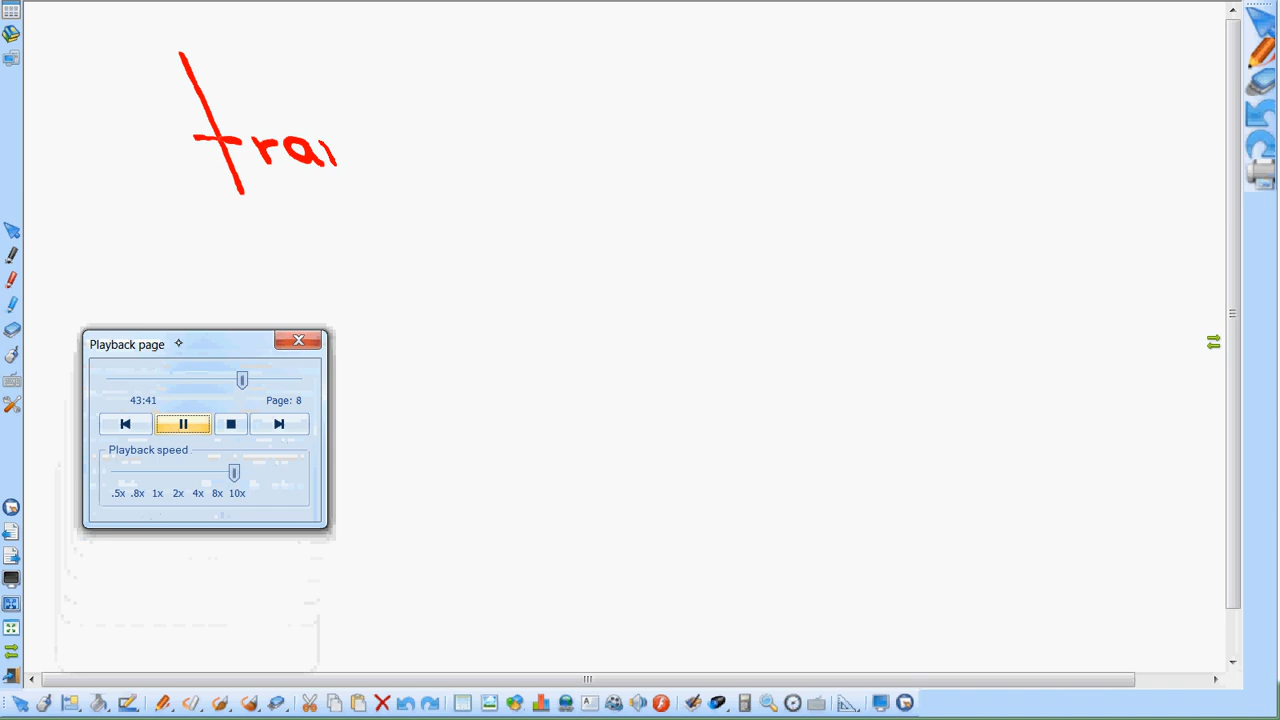 tra
Playback page
43:41 Page: 8
Playback speed
.5x .8x 1x 2x 4x 8x 10x